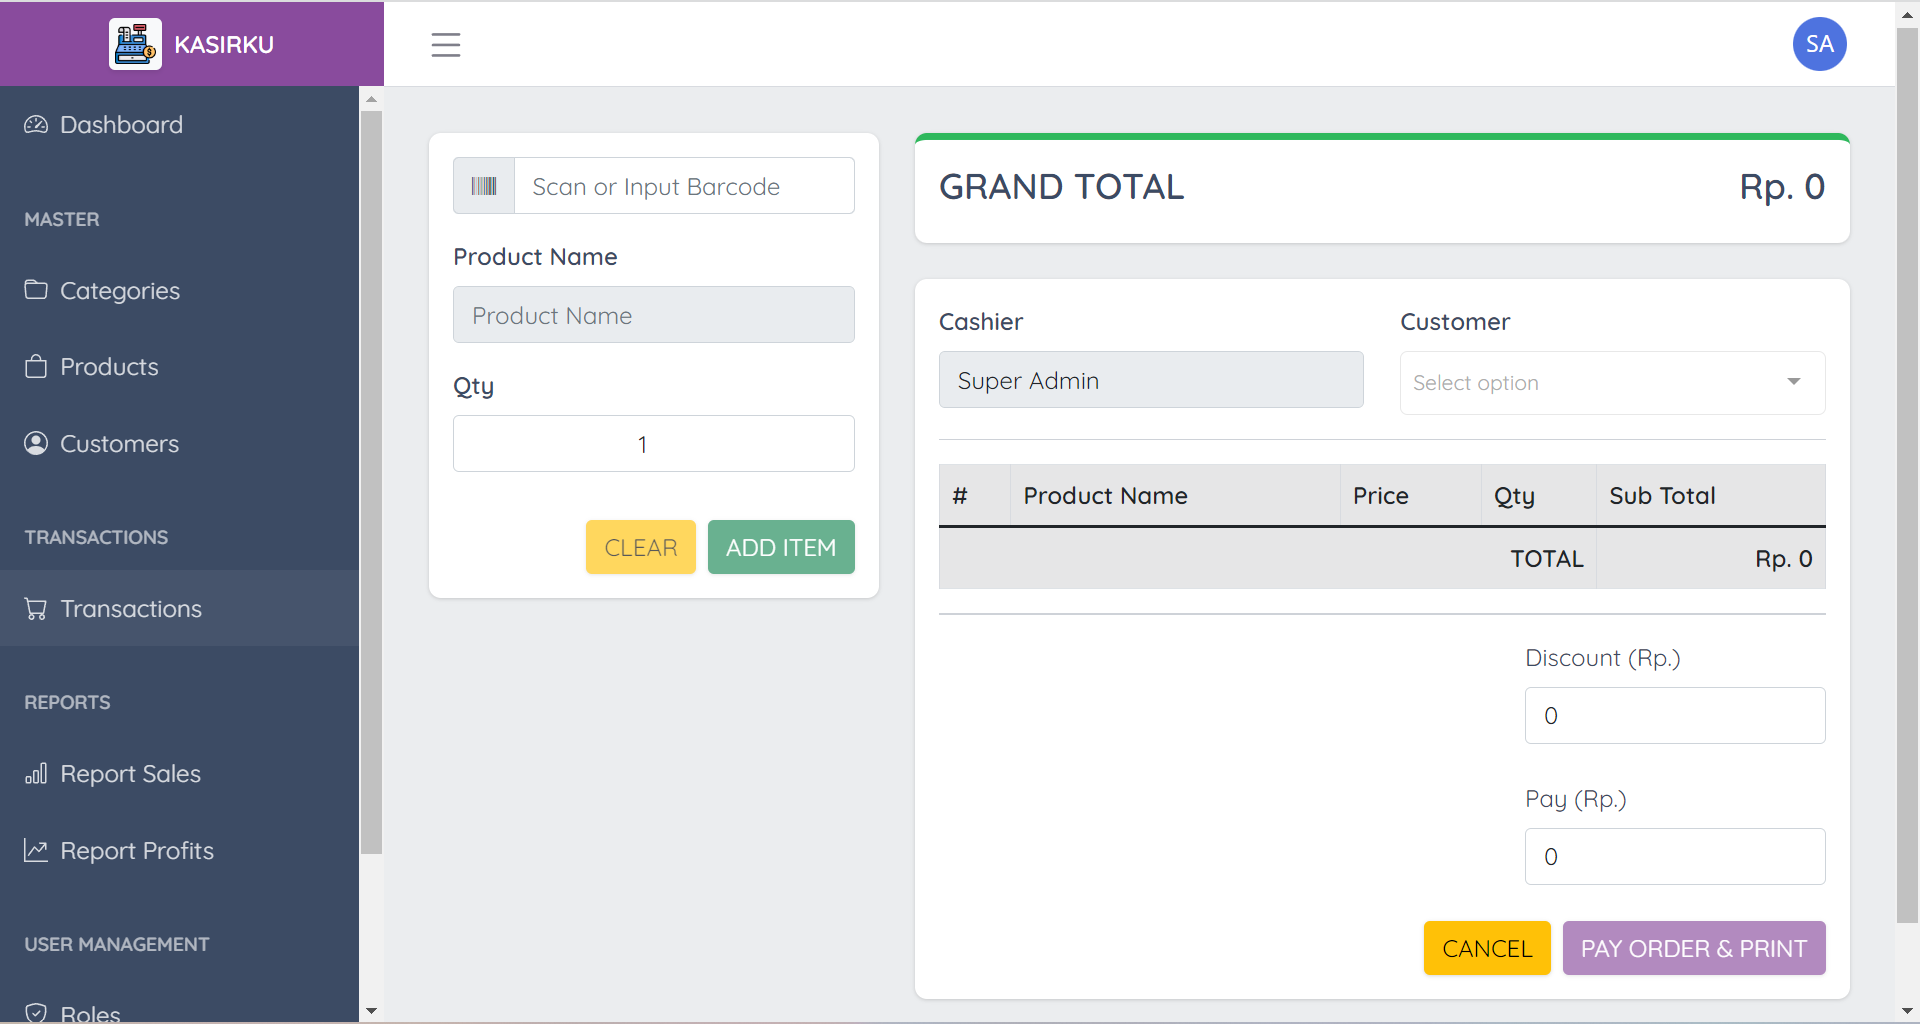 KASIRKU
SA
Dashboard
MASTER
Categories
Products
Customers
TRANSACTIONS
Transactions
REPORTS
Report Sales
Report Profits
USER MANAGEMENT
Roles
Scan or Input Barcode
Product Name
Product Name
Qty
1
CLEAR ADD ITEM
GRAND TOTAL Rp. 0
Cashier Customer
Super Admin Select option
# Product Name Price Qty Sub Total
TOTAL Rp. 0
Discount (Rp.)
0
Pay (Rp.)
0
CANCEL PAY ORDER & PRINT